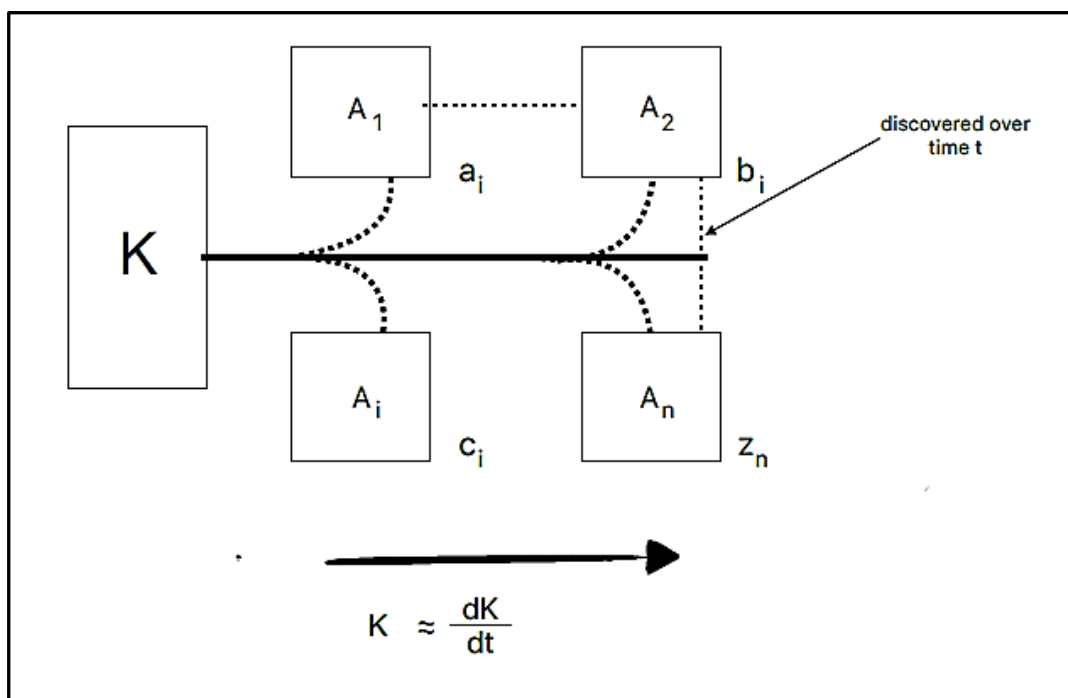 A₁
A₂
discovered over
time t
aᵢ
bᵢ
K
Aᵢ
Aₙ
cᵢ
zₙ
K ≈ dK
dt